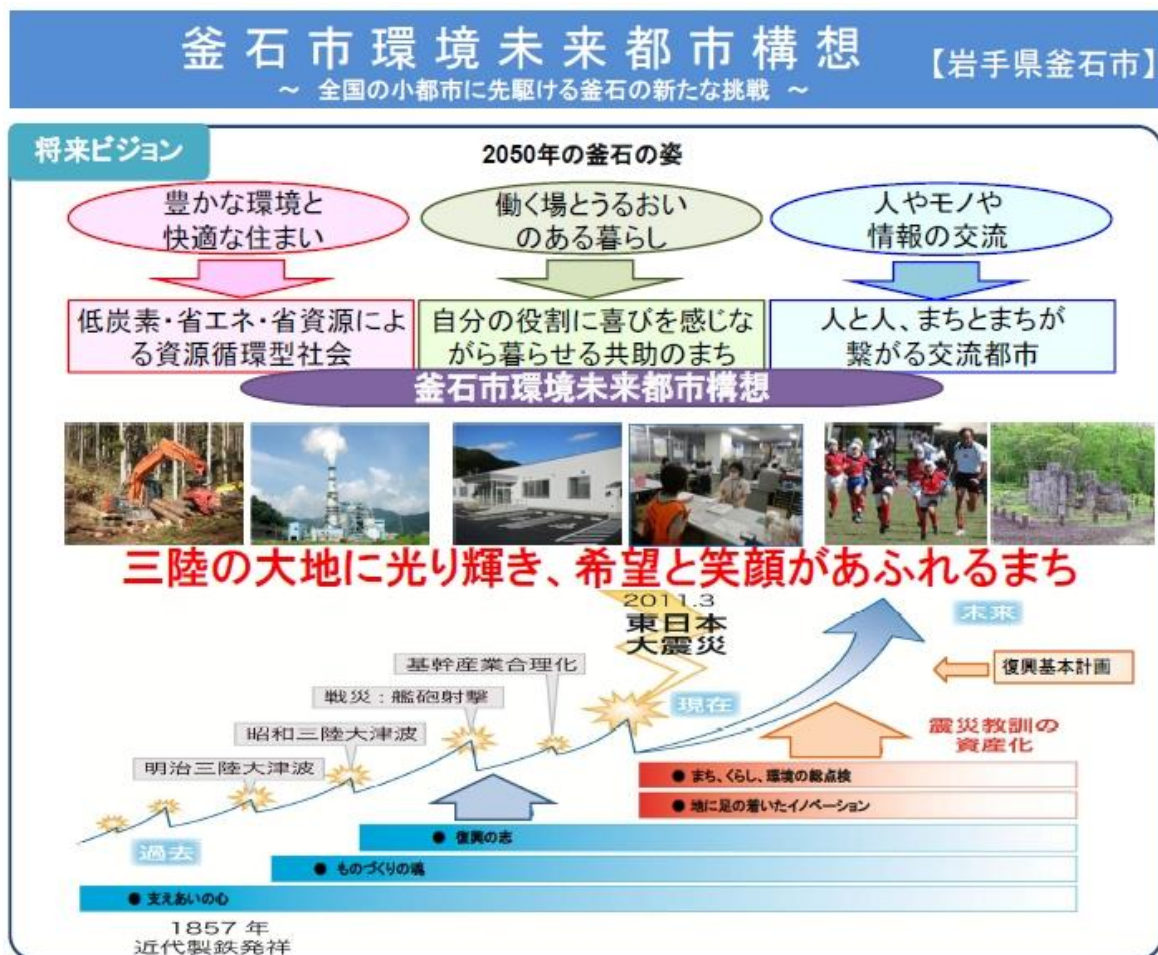 釜石市環境未来都市構想
【岩手県釜石市】
～ 全国の小都市に先駆ける釜石の新たな挑戦 ～
将来ビジョン
2050年の釜石の姿
豊かな環境と
快適な住まい
働く場とうるおい
のある暮らし
人やモノや
情報の交流
低炭素・省エネ・省資源によ
る資源循環型社会
自分の役割に喜びを感じな
がら暮らせる共助のまち
人と人、まちとまちが
繋がる交流都市
釜石市環境未来都市構想
三陸の大地に光り輝き、希望と笑顔があふれるまち
2011.3
東日本
大震災
未来
基幹産業合理化
復興基本計画
戦災：艦砲射撃
現在
昭和三陸大津波
震災教訓の
資産化
明治三陸大津波
● まち、くらし、環境の総点検
● 地に足の着いたイノベーション
過去
● 復興の志
● ものづくりの魂
● 支えあいの心
1857 年
近代製鉄発祥